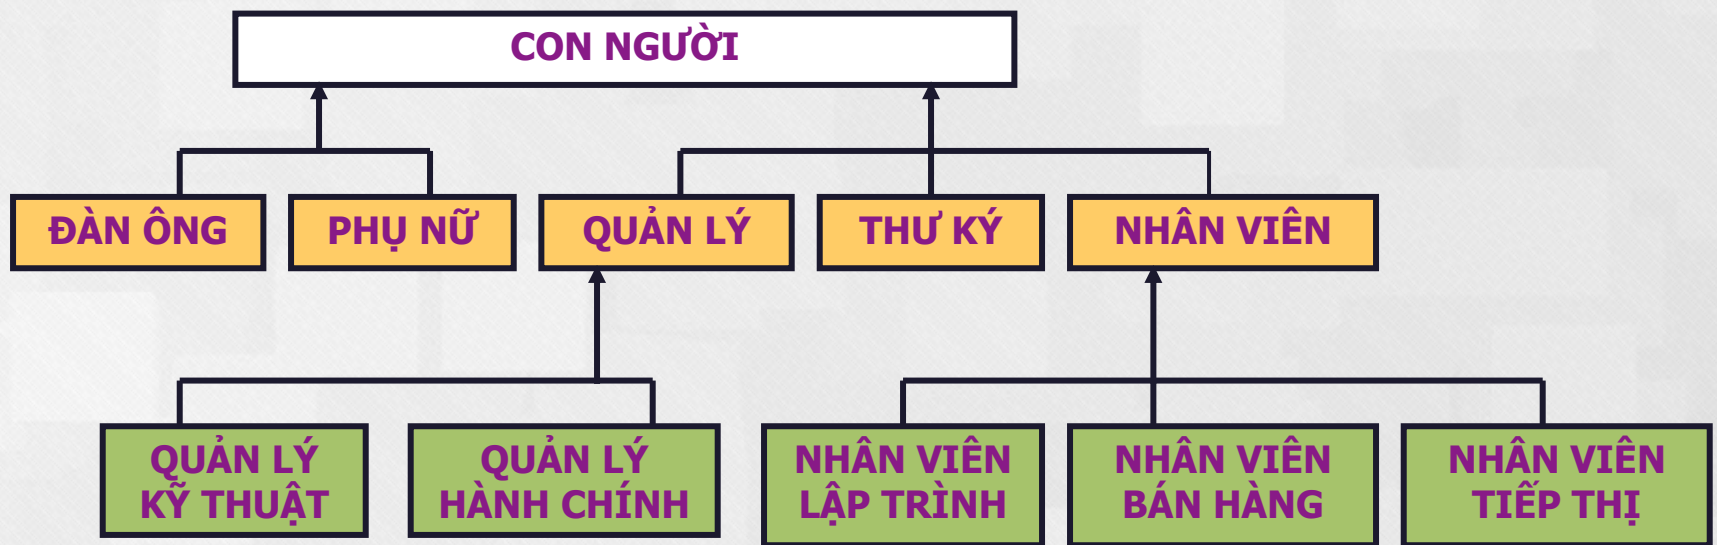 CON NGƯỜI
ĐÀN ÔNG
PHỤ NỮ
QUẢN LÝ
THƯ KÝ
NHÂN VIÊN
QUẢN LÝ
KỸ THUẬT
QUẢN LÝ
HÀNH CHÍNH
NHÂN VIÊN
LẬP TRÌNH
NHÂN VIÊN
BÁN HÀNG
NHÂN VIÊN
TIẾP THỊ